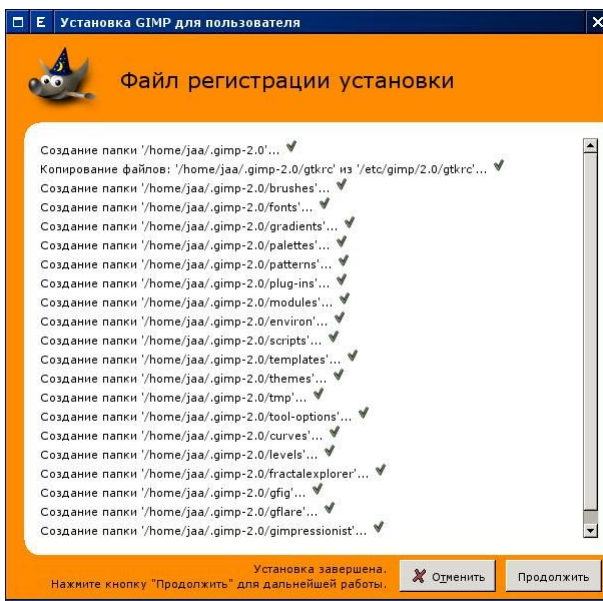 E Установка GIMP для пользователя
Файл регистрации установки
Создание папки '/home/jaa/.gimp-2.0'...
Копирование файлов: '/home/jaa/.gimp-2.0/gtkrc' из '/etc/gimp/2.0/gtkrc'...
Создание папки '/home/jaa/.gimp-2.0/brushes'...
Создание папки '/home/jaa/.gimp-2.0/fonts'...
Создание папки '/home/jaa/.gimp-2.0/gradients'...
Создание папки '/home/jaa/.gimp-2.0/palettes'...
Создание папки '/home/jaa/.gimp-2.0/patterns'...
Создание папки '/home/jaa/.gimp-2.0/plug-ins'...
Создание папки '/home/jaa/.gimp-2.0/modules'...
Создание папки '/home/jaa/.gimp-2.0/environ'...
Создание папки '/home/jaa/.gimp-2.0/scripts'...
Создание папки '/home/jaa/.gimp-2.0/templates'...
Создание папки '/home/jaa/.gimp-2.0/themes'...
Создание папки '/home/jaa/.gimp-2.0/tmp'...
Создание папки '/home/jaa/.gimp-2.0/tool-options'...
Создание папки '/home/jaa/.gimp-2.0/curves'...
Создание папки '/home/jaa/.gimp-2.0/levels'...
Создание папки '/home/jaa/.gimp-2.0/fractalexplorer'...
Создание папки '/home/jaa/.gimp-2.0/gfig'...
Создание папки '/home/jaa/.gimp-2.0/gflare'...
Создание папки '/home/jaa/.gimp-2.0/gimpressionist'...
Установка завершена.
Нажмите кнопку "Продолжить" для дальнейшей работы.
Отменить
Продолжить